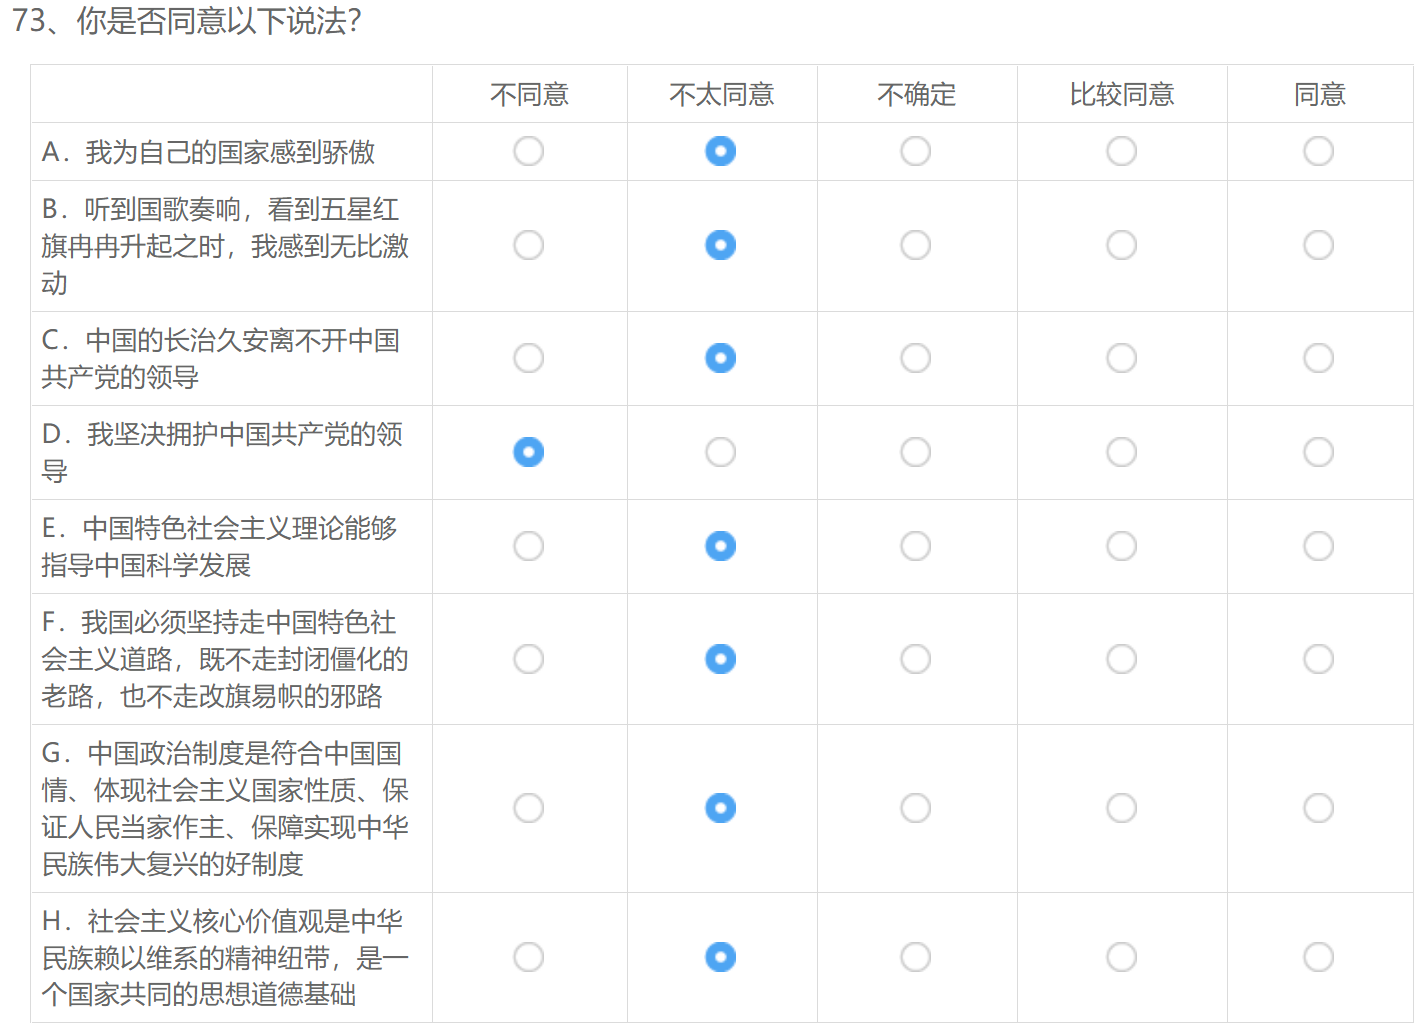 73、你是否同意以下说法？
不同意 不太同意 不确定 比较同意 同意
A．我为自己的国家感到骄傲
B．听到国歌奏响，看到五星红
旗冉冉升起之时，我感到无比激
动
C．中国的长治久安离不开中国
共产党的领导
D．我坚决拥护中国共产党的领
导
E．中国特色社会主义理论能够
指导中国科学发展
F．我国必须坚持走中国特色社
会主义道路，既不走封闭僵化的
老路，也不走改旗易帜的邪路
G．中国政治制度是符合中国国
情、体现社会主义国家性质、保
证人民当家作主、保障实现中华
民族伟大复兴的好制度
H．社会主义核心价值观是中华
民族赖以维系的精神纽带，是一
个国家共同的思想道德基础